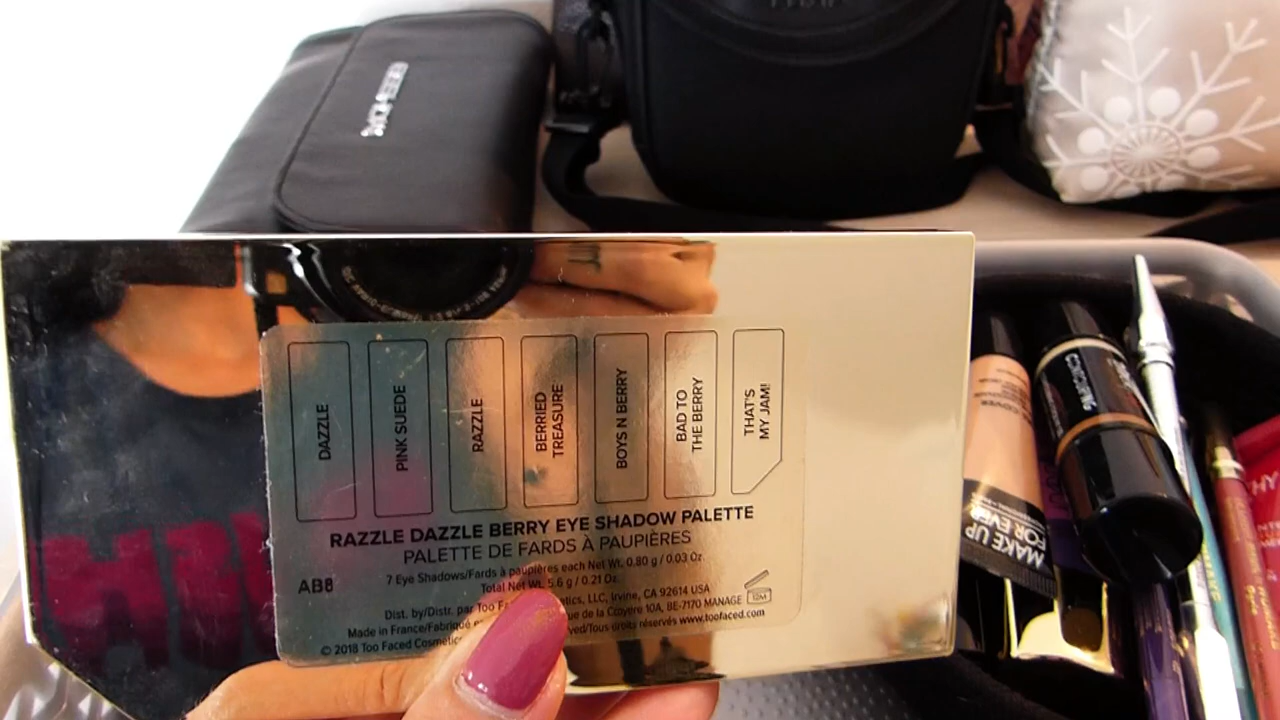 DAZZLE
PINK SUEDE
RAZZLE
BERRIED
TREASURE
BOYS N BERRY
BAD TO
THE BERRY
THAT'S
MY JAM!
RAZZLE DAZZLE BERRY EYE SHADOW PALETTE
PALETTE DE FARDS À PAUPIÈRES
AB8
7 Eye Shadows/Fards à paupières each Net Wt. 0.80 g / 0.03 Oz.
Total Net Wt. 5.6 g / 0.21 Oz.
Dist. by/Distr. par Too LLC, Irvine, CA 92614 USA
de la Croyere 10A, BE-7170 MANAGE
12M
Made in France/Fabriqué droits réservés www.toofaced.com
© 2018 Too Faced
MAKE UP
FOR EVER